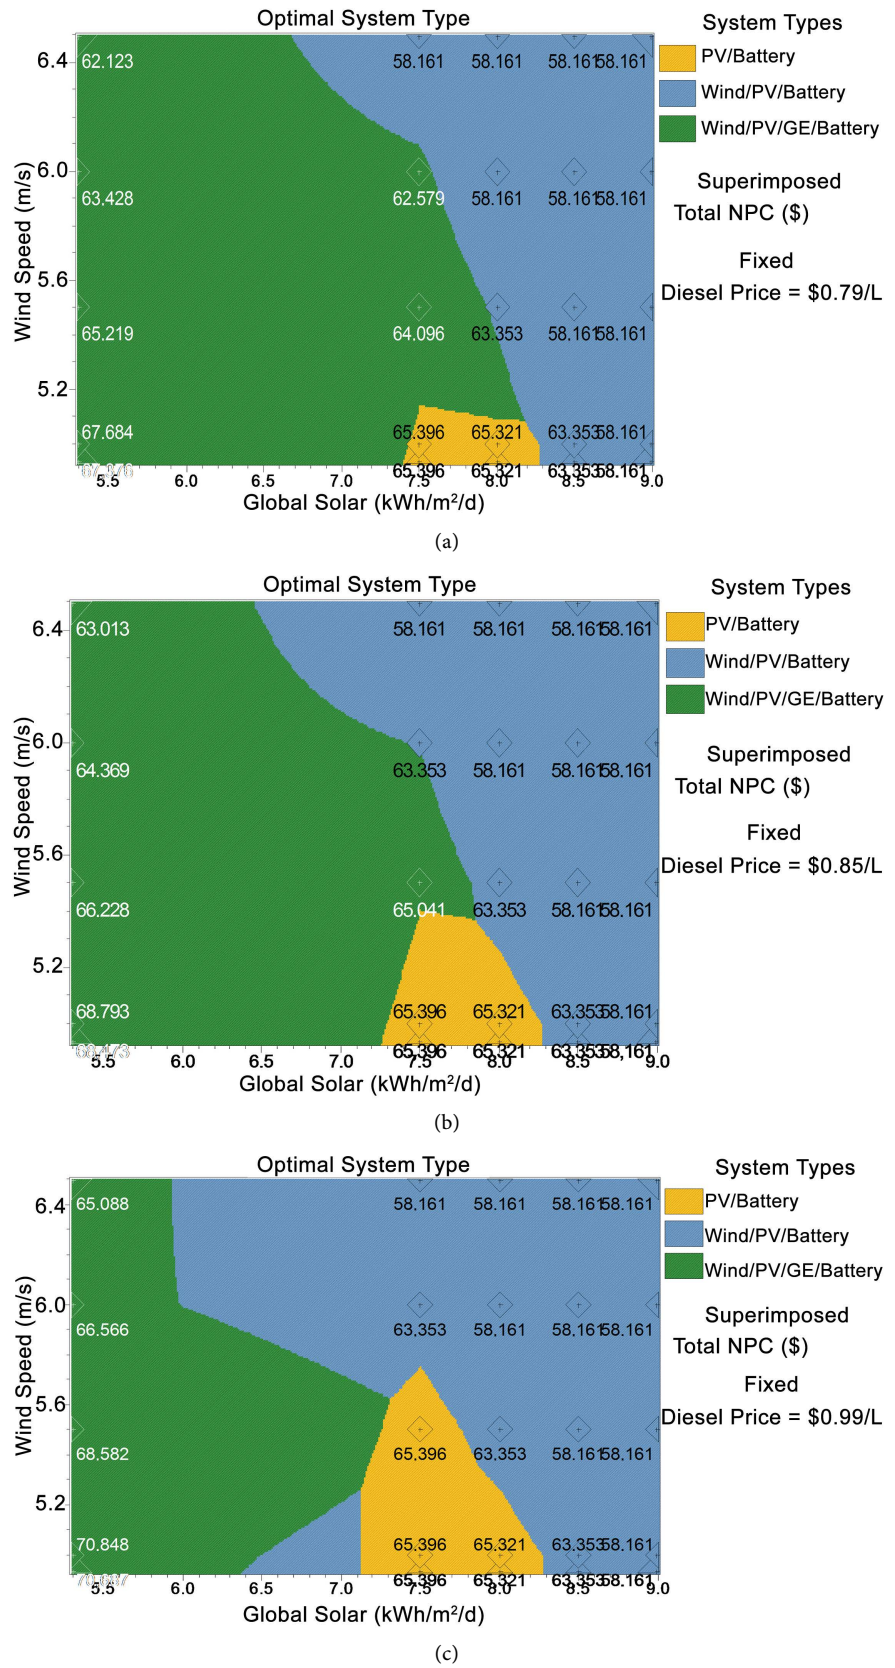 Optimal System Type
System Types
PV/Battery
Wind/PV/Battery
Wind/PV/GE/Battery
Superimposed
Total NPC ($)
Fixed
Diesel Price = $0.79/L
Wind Speed (m/s)
6.4
62.123 58.161 58.161 58.161 58.161
6.0
63.428 62.579 58.161 58.161 58.161
5.6
65.219 64.096 63.353 58.161 58.161
5.2
67.684 65.396 65.321 63.353 58.161
65.396 65.321 63.353 58.161
5.5 6.0 6.5 7.0 7.5 8.0 8.5 9.0
Global Solar (kWh/m²/d)
(a)
Optimal System Type
System Types
PV/Battery
Wind/PV/Battery
Wind/PV/GE/Battery
Superimposed
Total NPC ($)
Fixed
Diesel Price = $0.85/L
Wind Speed (m/s)
6.4
63.013 58.161 58.161 58.161 58.161
6.0
64.369 63.353 58.161 58.161 58.161
5.6
66.228 65.041 63.353 58.161 58.161
5.2
68.793 65.396 65.321 63.353 58.161
65.396 65.321 63.353 58,161
5.5 6.0 6.5 7.0 7.5 8.0 8.5 9.0
Global Solar (kWh/m²/d)
(b)
Optimal System Type
System Types
PV/Battery
Wind/PV/Battery
Wind/PV/GE/Battery
Superimposed
Total NPC ($)
Fixed
Diesel Price = $0.99/L
Wind Speed (m/s)
6.4
65.088 58.161 58.161 58.161 58.161
6.0
66.566 63.353 58.161 58.161 58.161
5.6
68.582 65.396 63.353 58.161 58.161
5.2
70.848 65.396 65.321 63.353 58.161
65.396 65.321 63.353 58.161
5.5 6.0 6.5 7.0 7.5 8.0 8.5 9.0
Global Solar (kWh/m²/d)
(c)